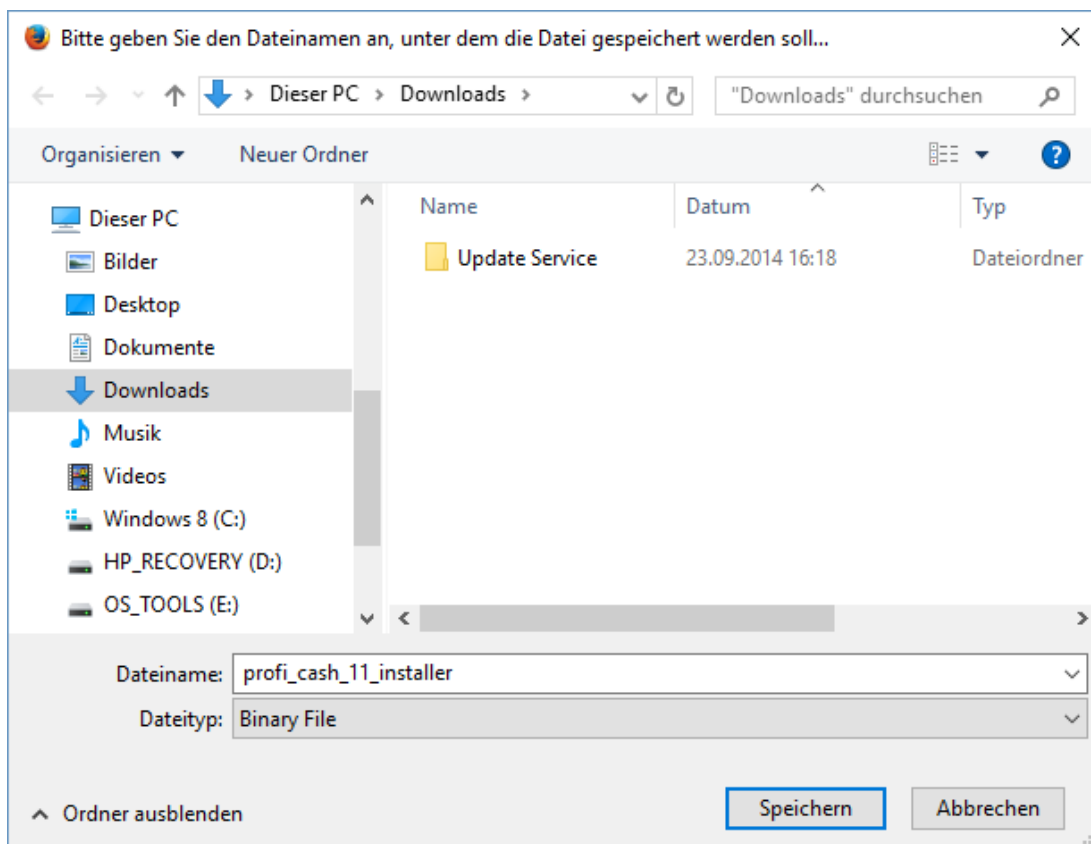 Bitte geben Sie den Dateinamen an, unter dem die Datei gespeichert werden soll...
Dieser PC > Downloads >
"Downloads" durchsuchen
Organisieren
Neuer Ordner
?
Dieser PC
Bilder
Desktop
Dokumente
Downloads
Musik
Videos
Windows 8 (C:)
HP_RECOVERY (D:)
OS_TOOLS (E:)
Name Datum Typ
Update Service 23.09.2014 16:18 Dateiordner
Dateiname: profi_cash_11_installer
Dateityp: Binary File
Ordner ausblenden
Speichern
Abbrechen